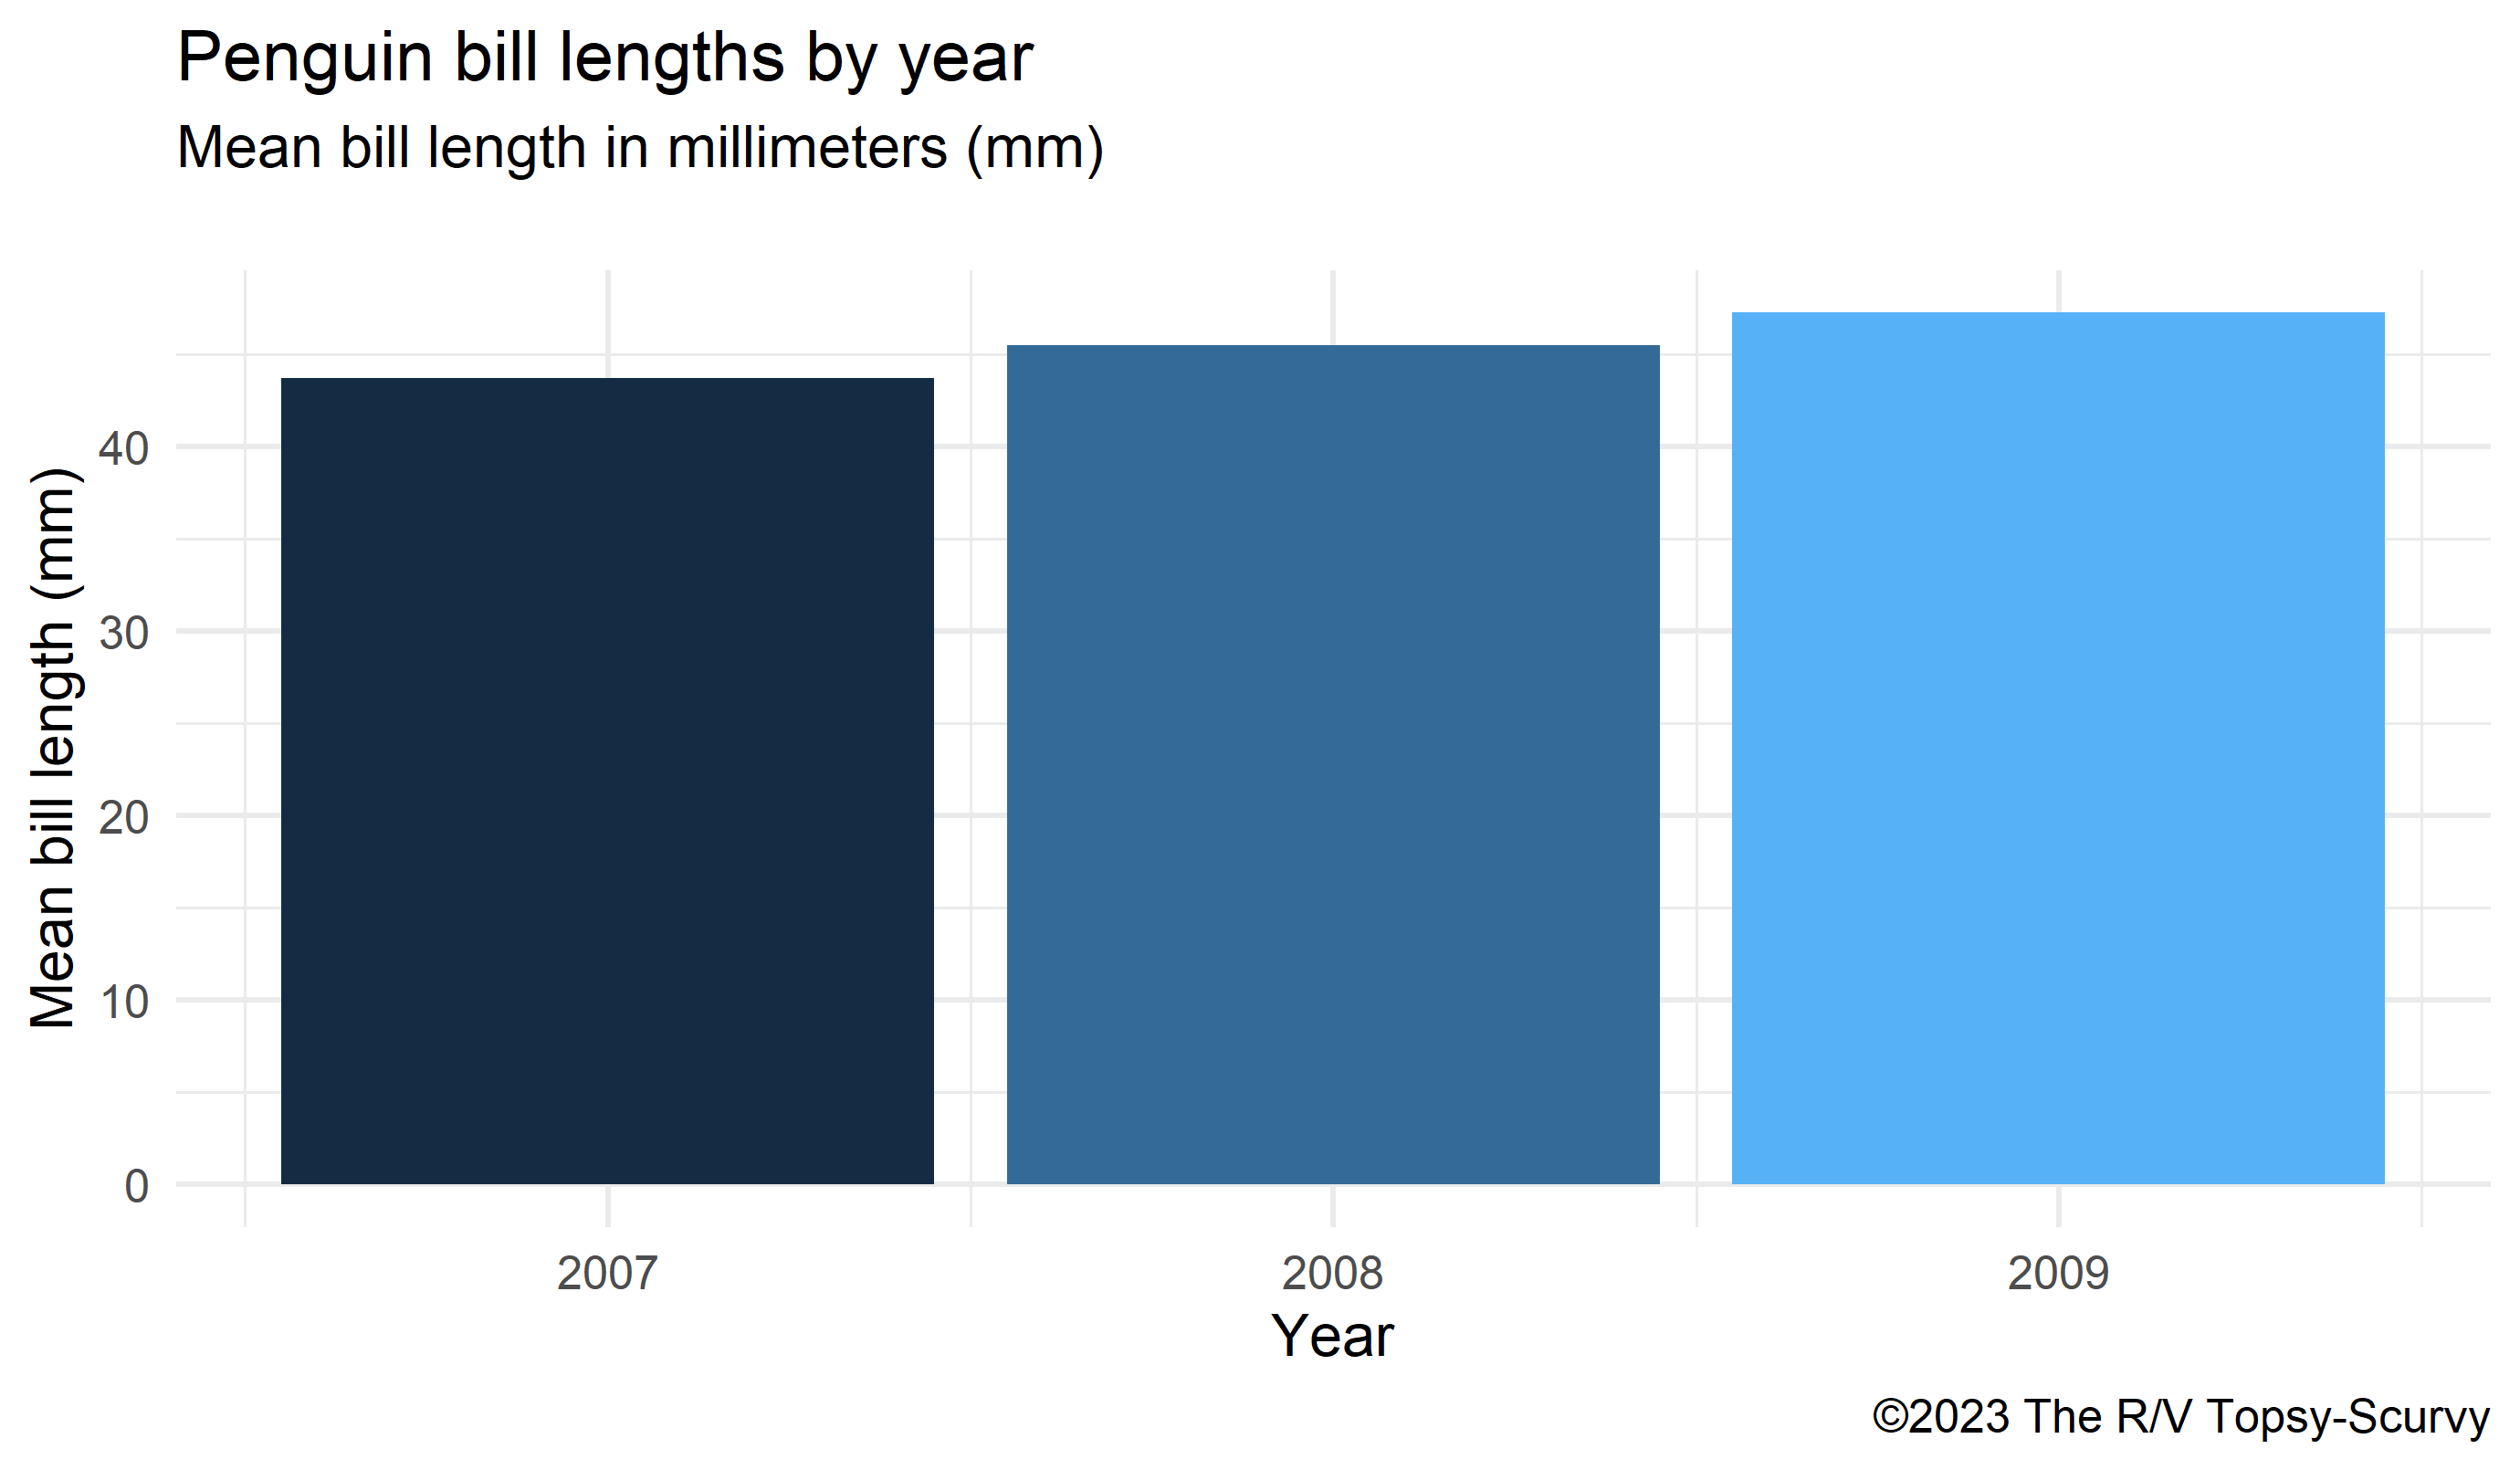 Penguin bill lengths by year
Mean bill length in millimeters (mm)
Mean bill length (mm)
40
30
20
10
0
2007 2008 2009
Year
©2023 The R/V Topsy-Scurvy